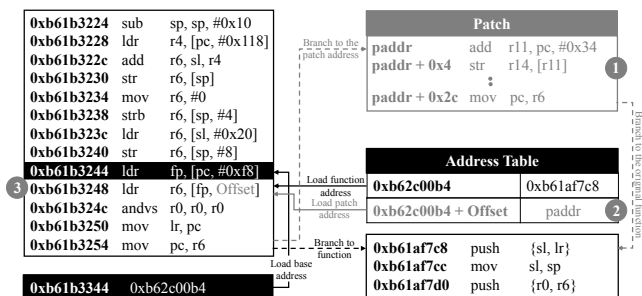 0xb61b3224 sub sp, sp, #0x10
0xb61b3228 ldr r4, [pc, #0x118]
0xb61b322c add r6, sl, r4
0xb61b3230 str r6, [sp]
0xb61b3234 mov r6, #0
0xb61b3238 strb r6, [sp, #4]
0xb61b323c ldr r6, [sl, #0x20]
0xb61b3240 str r6, [sp, #8]
0xb61b3244 ldr fp, [pc, #0xf8]
3
0xb61b3248 ldr r6, [fp, Offset]
0xb61b324c andvs r0, r0, r0
0xb61b3250 mov lr, pc
0xb61b3254 mov pc, r6
0xb61b3344 0xb62c00b4
Load base
address
Branch to the
patch address
Load function
address
Load patch
address
Branch to
function
Patch
paddr add r11, pc, #0x34
paddr + 0x4 str r14, [r11]
1
paddr + 0x2c mov pc, r6
Address Table
0xb62c00b4 0xb61af7c8
0xb62c00b4 + Offset paddr
2
0xb61af7c8 push {sl, lr}
0xb61af7cc mov sl, sp
0xb61af7d0 push {r0, r6}
Branch to the original function